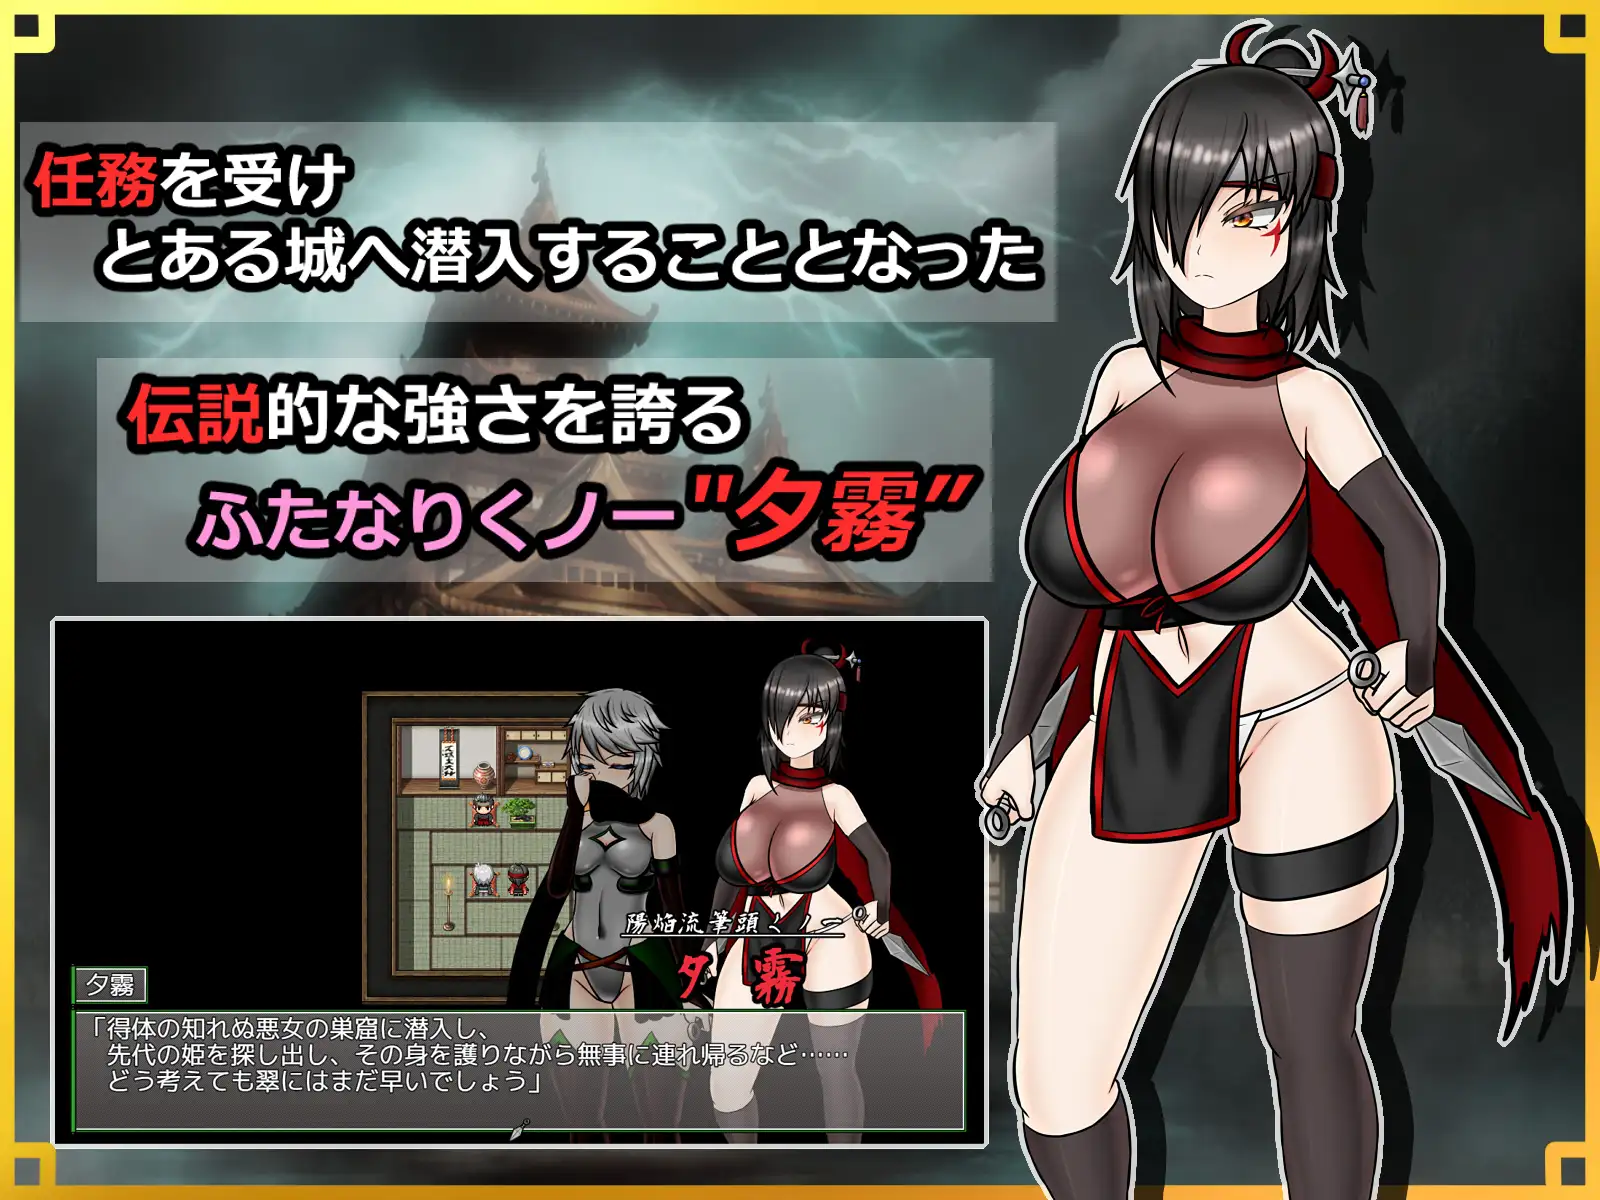 任務を受け
とある城へ潜入することとなった
伝説的な強さを誇る
ふたなりくノ一"夕霧"
陽焔流筆頭くノ一
夕霧
夕霧
「得体の知れぬ悪女の巣窟に潜入し、
先代の姫を探し出し、その身を護りながら無事に連れ帰るなど……
どう考えても翠にはまだ早いでしょう」